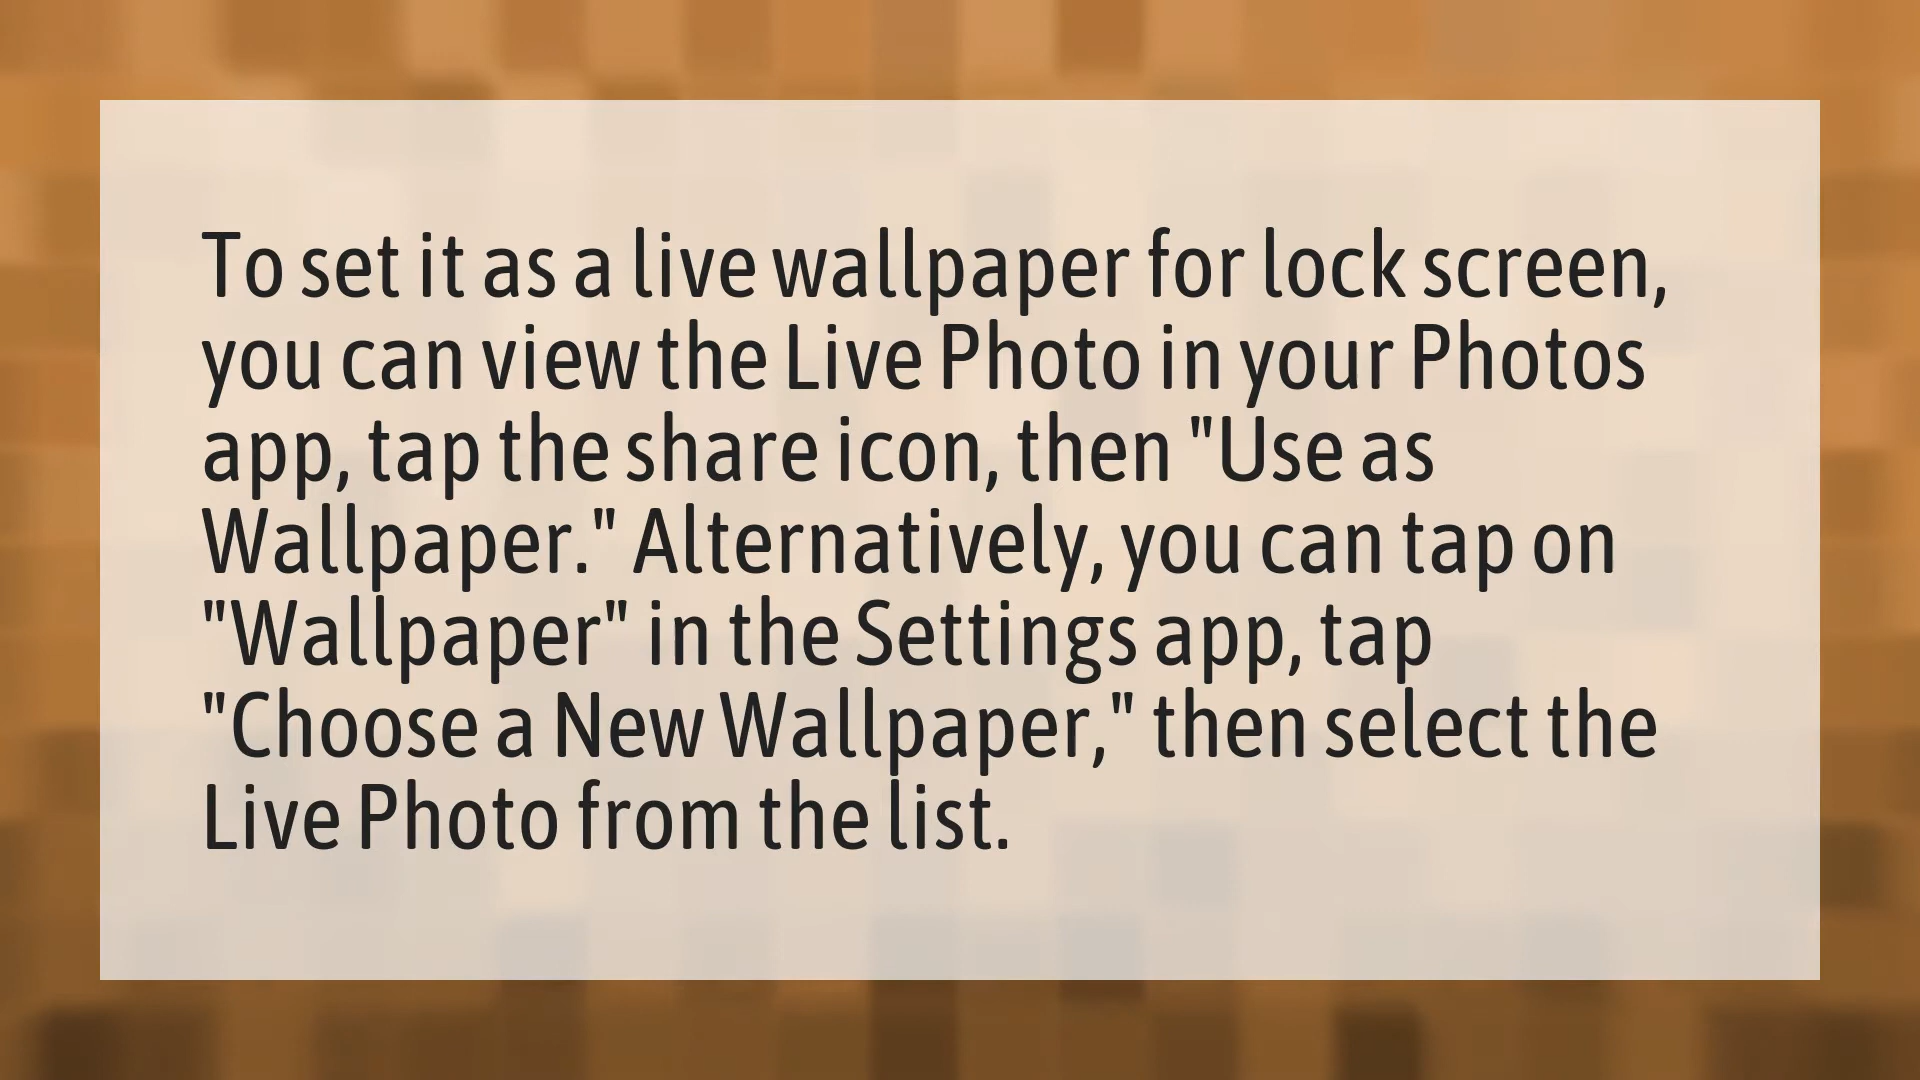 To set it as a live wallpaper for lock screen,
you can view the Live Photo in your Photos
app, tap the share icon, then "Use as
Wallpaper." Alternatively, you can tap on
"Wallpaper" in the Settings app, tap
"Choose a New Wallpaper," then select the
Live Photo from the list.